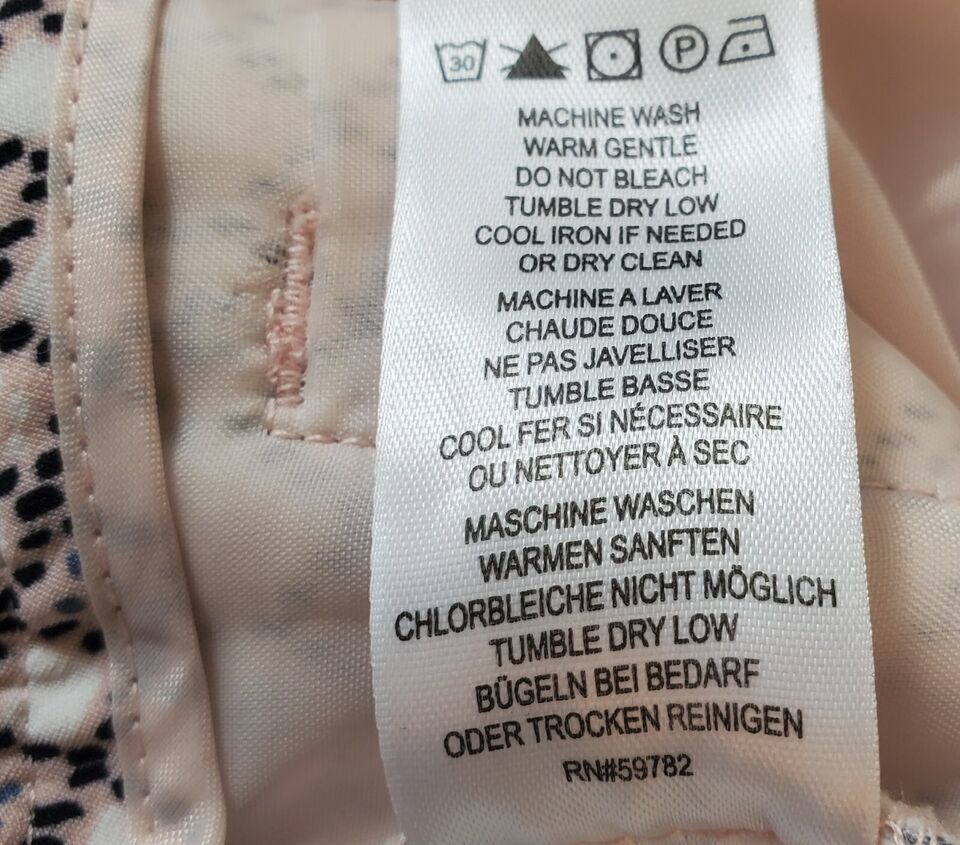 30 P
MACHINE WASH
WARM GENTLE
DO NOT BLEACH
TUMBLE DRY LOW
COOL IRON IF NEEDED
OR DRY CLEAN
MACHINE A LAVER
CHAUDE DOUCE
NE PAS JAVELLISER
TUMBLE BASSE
COOL FER SI NÉCESSAIRE
OU NETTOYER À SEC
MASCHINE WASCHEN
WARMEN SANFTEN
CHLORBLEICHE NICHT MÖGLICH
TUMBLE DRY LOW
BÜGELN BEI BEDARF
ODER TROCKEN REINIGEN
RN#59782